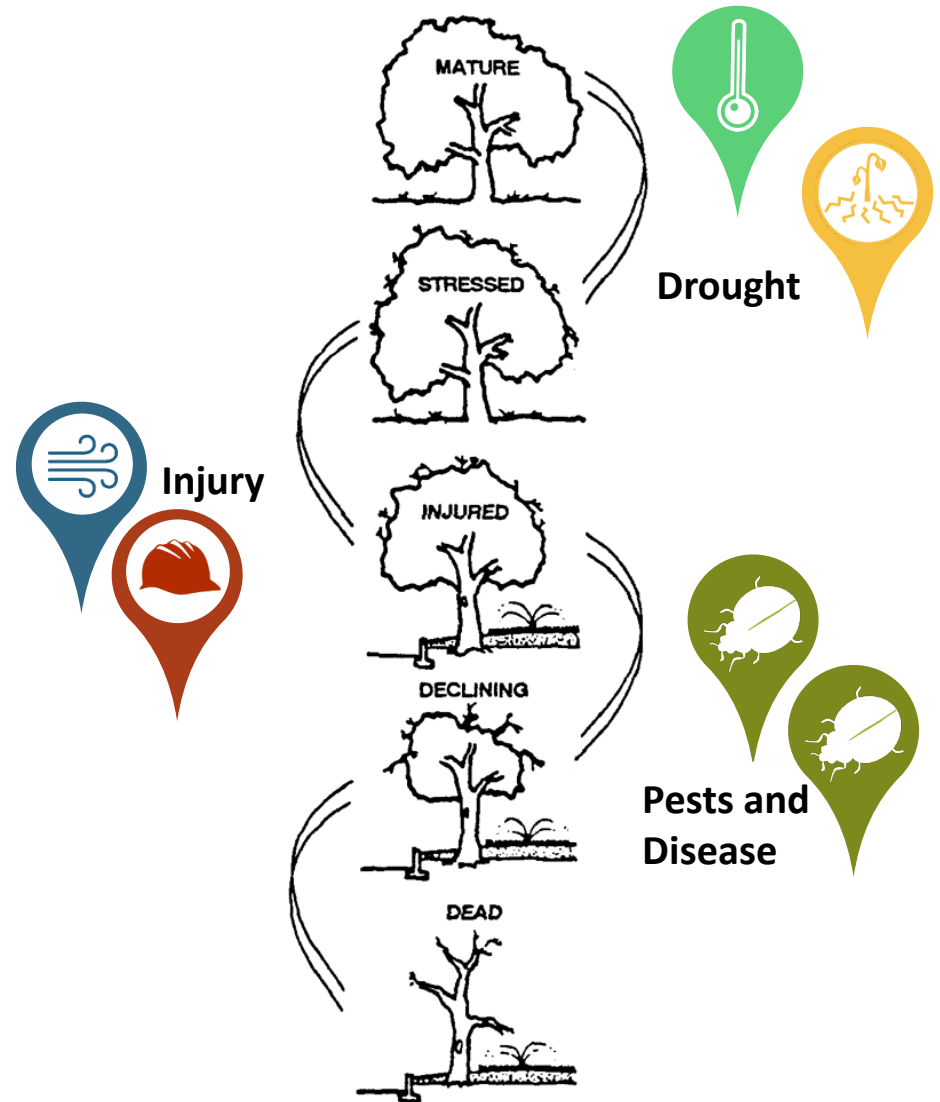 MATURE
STRESSED
Drought
Injury
INJURED
DECLINING
Pests and
Disease
DEAD